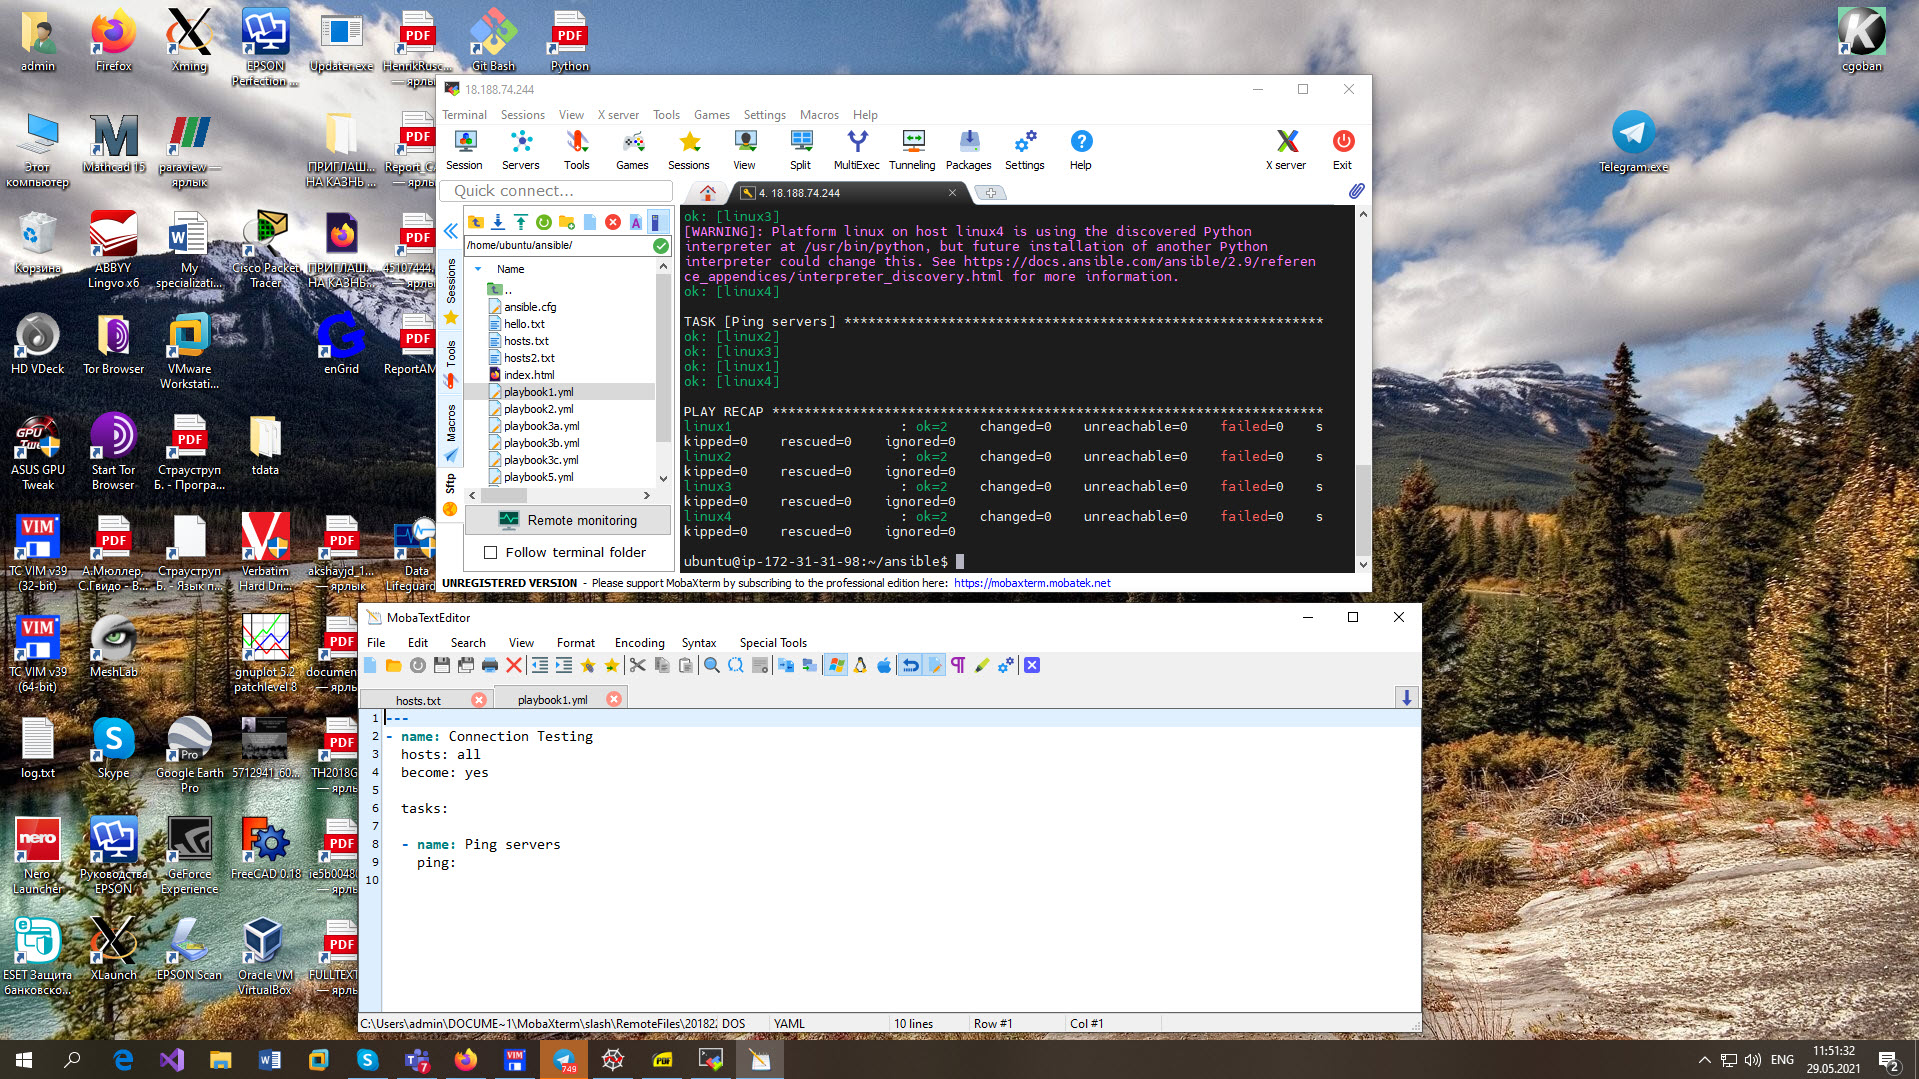 admin
Firefox
Xming
EPSON Perfection ...
Updater.exe
HenrikRusc... — ярлык
Git Bash
Python
cgoban
Этот компьютер
Mathcad 15
paraview — ярлык
ПРИГЛАШ... НА КАЗНЬ ...
Report_G... — ярлык
Telegram.exe
Корзина
ABBYY Lingvo x6
My specializati...
Cisco Packet Tracer
ПРИГЛАШ... НА КАЗНЬ...
45107444... — ярлык
HD VDeck
Tor Browser
VMware Workstati...
enGrid
ReportAM
ASUS GPU Tweak
Start Tor Browser
Страуструп Б. - Програ...
tdata
TC VIM v39 (32-bit)
А.Мюллер, С.Гвидо - В...
Страуструп Б. - Язык п...
Verbatim Hard Dri...
akshayjd_1... — ярлык
Data Lifeguard
TC VIM v39 (64-bit)
MeshLab
gnuplot 5.2 patchlevel 8
document — ярлы
log.txt
Skype
Google Earth Pro
5712941_60...
TH2018G — ярлы
Nero Launcher
Руководства EPSON
GeForce Experience
FreeCAD 0.18
ie5b0048 — ярлы
ESET Защита банковско...
XLaunch
EPSON Scan
Oracle VM VirtualBox
FULLTEXT — ярлы
18.188.74.244
Terminal Sessions View X server Tools Games Settings Macros Help
Session Servers Tools Games Sessions View Split MultiExec Tunneling Packages Settings Help X server Exit
Quick connect...
4. 18.188.74.244
Sessions
Tools
Macros
Sftp
/home/ubuntu/ansible/
Name
..
ansible.cfg
hello.txt
hosts.txt
hosts2.txt
index.html
playbook1.yml
playbook2.yml
playbook3a.yml
playbook3b.yml
playbook3c.yml
playbook5.yml
Remote monitoring
Follow terminal folder
ok: [linux3]
[WARNING]: Platform linux on host linux4 is using the discovered Python
interpreter at /usr/bin/python, but future installation of another Python
interpreter could change this. See https://docs.ansible.com/ansible/2.9/referen
ce_appendices/interpreter_discovery.html for more information.
ok: [linux4]
TASK [Ping servers] ************************************************************
ok: [linux2]
ok: [linux3]
ok: [linux1]
ok: [linux4]
PLAY RECAP *********************************************************************
linux1 : ok=2 changed=0 unreachable=0 failed=0 s
kipped=0 rescued=0 ignored=0
linux2 : ok=2 changed=0 unreachable=0 failed=0 s
kipped=0 rescued=0 ignored=0
linux3 : ok=2 changed=0 unreachable=0 failed=0 s
kipped=0 rescued=0 ignored=0
linux4 : ok=2 changed=0 unreachable=0 failed=0 s
kipped=0 rescued=0 ignored=0
ubuntu@ip-172-31-31-98:~/ansible$
UNREGISTERED VERSION - Please support MobaXterm by subscribing to the professional edition here: https://mobaxterm.mobatek.net
MobaTextEditor
File Edit Search View Format Encoding Syntax Special Tools
hosts.txt playbook1.yml
1 ---
2 - name: Connection Testing
3 hosts: all
4 become: yes
5
6 tasks:
7
8 - name: Ping servers
9 ping:
10
C:\Users\admin\DOCUME~1\MobaXterm\slash\RemoteFiles\201822 DOS YAML 10 lines Row #1 Col #1
ENG
11:51:32
29.05.2021
7
749
2